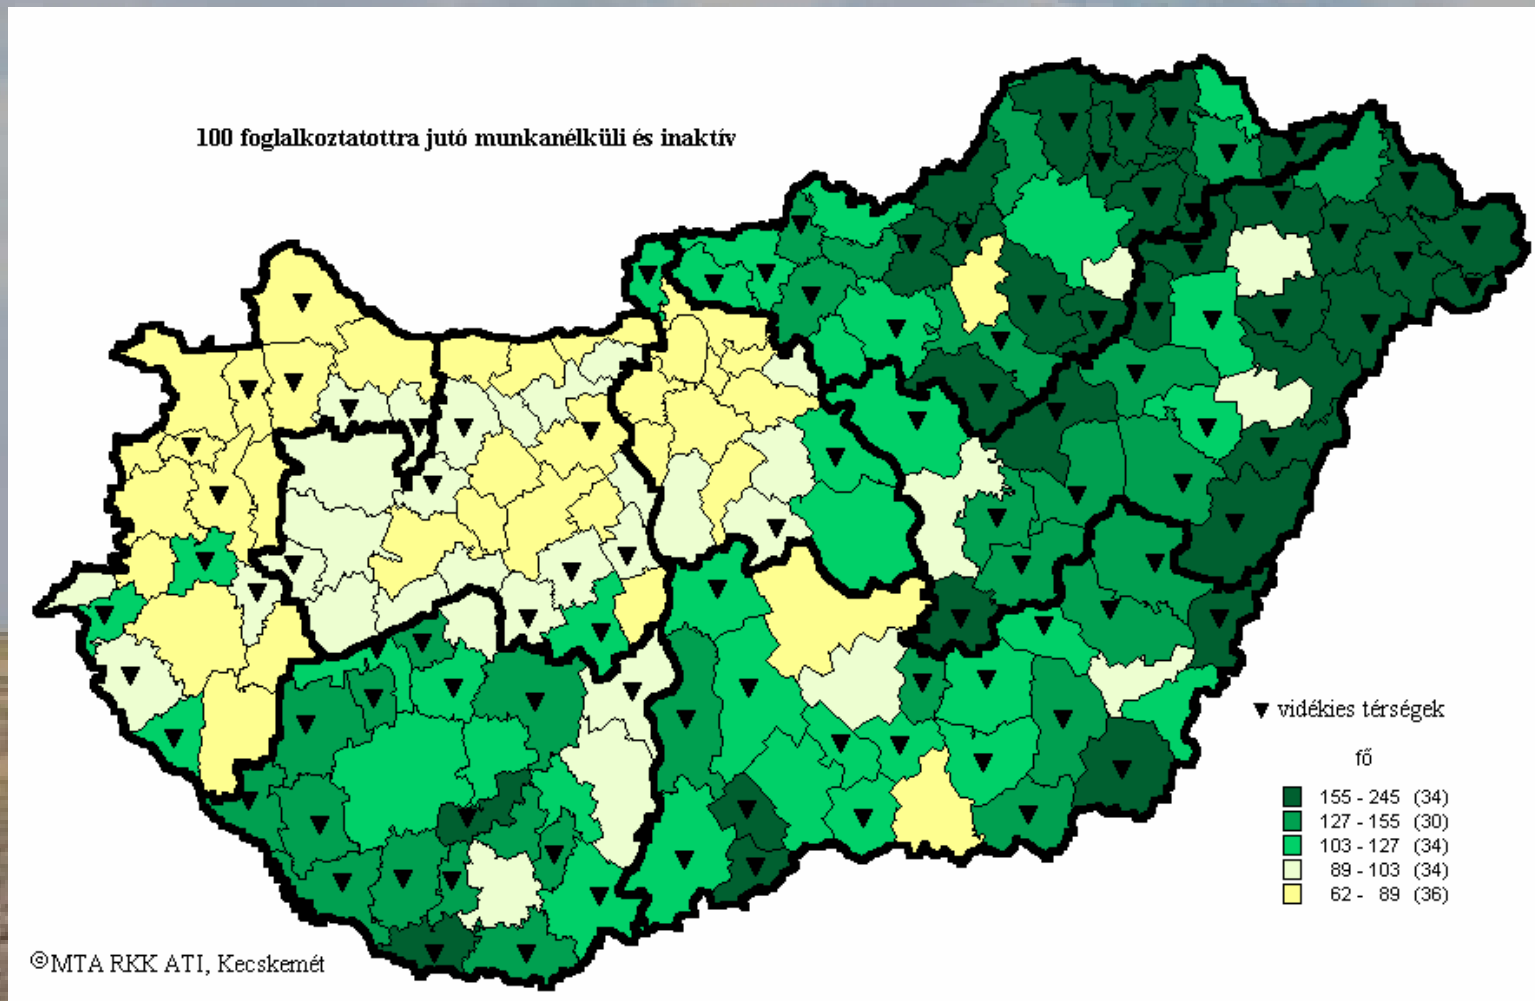 100 foglalkoztatottra jutó munkanélküli és inaktív
▼ vidékies térségek
fő
155 - 245 (34)
127 - 155 (30)
103 - 127 (34)
89 - 103 (34)
62 - 89 (36)
©MTA RKK ATI, Kecskemét